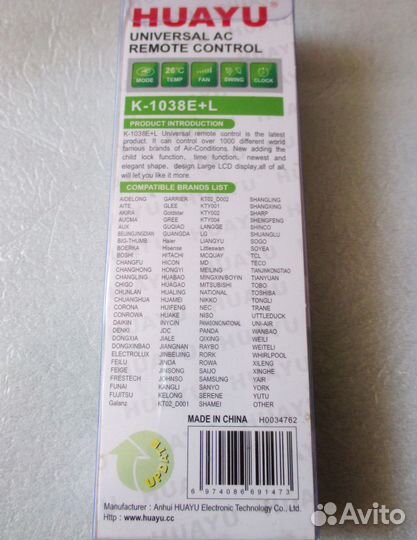 HUAYU
UNIVERSAL AC
REMOTE CONTROL
26°C
MODE TEMP FAN SWING CLOCK
K-1038E+L
PRODUCT INTRODUCTION
K-1038E+L Universal remote control is the latest
product. It can control over 1000 different world
famous brands of Air-Conditions. New adding the
child lock function, time function, newest and
elegant shape, design Large LCD display,all of all,
will let you like it more.
COMPATIBLE BRANDS LIST
AIDELONG GARRIER KT02_D002 SHANGLING
AITE GLEE KTY001 SHANGXING
AKIRA Goldstar KTY002 SHARP
AUCMA GREE KTY004 SHENGFENG
AUX GUQIAO LANGGE SHINCO
BEIJINGJINGDIAN GUANGDA LG SHUANGLU
BIG-THUMB Haier LIANGYU SOGO
BOERKA Hisense Littleswan SOYEA
BOSHI HITACHI MCQUAY TCL
CHANGFU HICON MD TECO
CHANGHONG HONGYI MEILING TIANJINKONGTIAO
CHANGLING HUABAO MINGXIN/BOYIN TIANYUAN
CHIGO HUAGAO MITSUBISHI TOBO
CHUNLAN HUALING NATIONAL TOSHIBA
CHUANGHUA HUAMEI NIKKO TONGLI
CORONA HUIFENG NEC TRANE
CONROWA HUAKE NISO UTTLEDUCK
DAIKIN INYCIN PANASONIC/NATIONAL UNI-AIR
DENKI JDC PANDA WANBAO
DONGXIA JIALE QIXING WEILI
DONGXINBAO JIANGNAN RAYBO WEITELI
ELECTROLUX JINBEIJING RORK WHIRLPOOL
FEILU JINDA ROWA XILENG
FEIGE JINSONG SAIJO XINGHE
FRESTECH JOHNSO SAMSUNG YAIR
FUNAI KANGLI SANYO YORK
FUJITSU KELONG SERENE YUTU
Galanz KT02_D001 SHAMEI OTHER
MADE IN CHINA H0034762
6 974086 691473
Manufacturer : Anhui HUAYU Electronic Technology Co., Ltd.
Http : www.huayu.cc
Avito